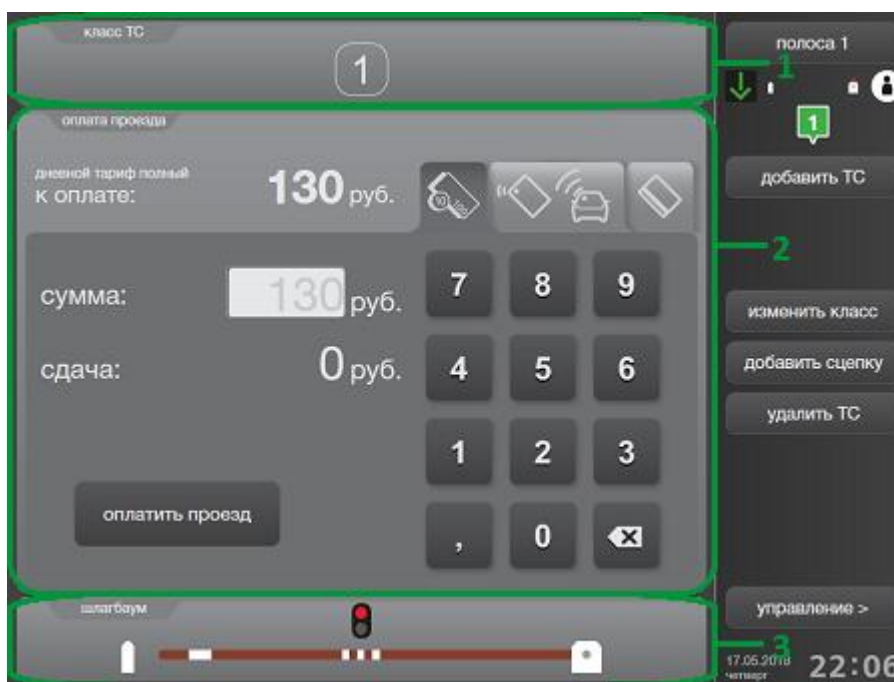 класс ТС
1
полоса 1
1
1
оплата проезда
дневной тариф полный
к оплате: 130 руб.
добавить ТС
2
сумма: 130 руб.
сдача: 0 руб.
7 8 9
4 5 6
1 2 3
, 0
оплатить проезд
изменить класс
добавить сцепку
удалить ТС
шлагбаум
управление >
3
17.05.2018
четверг
22:06